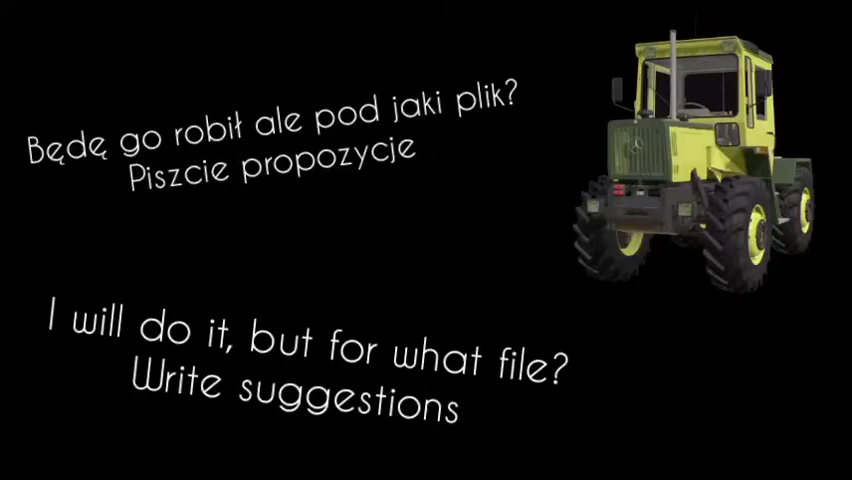 Będę go robił ale pod jaki plik?
Piszcie propozycje
I will do it, but for what file?
Write suggestions